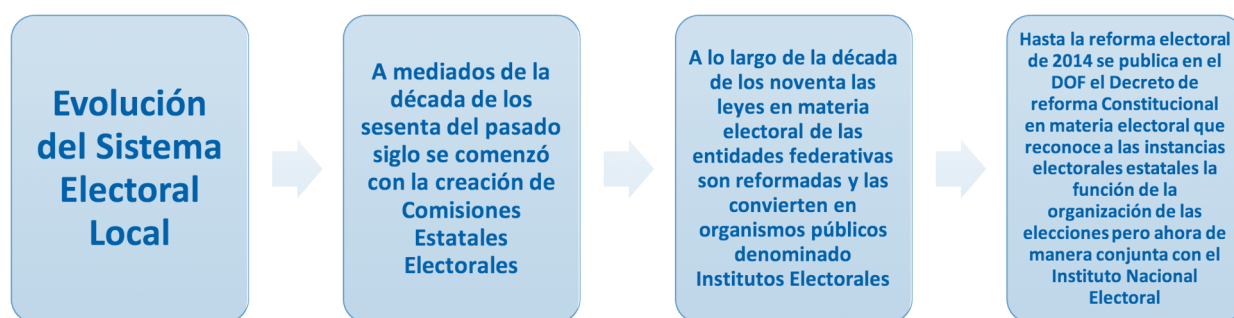 Evolución
del Sistema
Electoral
Local
A mediados de la
década de los
sesenta del pasado
siglo se comenzó
con la creación de
Comisiones
Estatales
Electorales
A lo largo de la década
de los noventa las
leyes en materia
electoral de las
entidades federativas
son reformadas y las
convierten en
organismos públicos
denominado
Institutos Electorales
Hasta la reforma electoral
de 2014 se publica en el
DOF el Decreto de
reforma Constitucional
en materia electoral que
reconoce a las instancias
electorales estatales la
función de la
organización de las
elecciones pero ahora de
manera conjunta con el
Instituto Nacional
Electoral